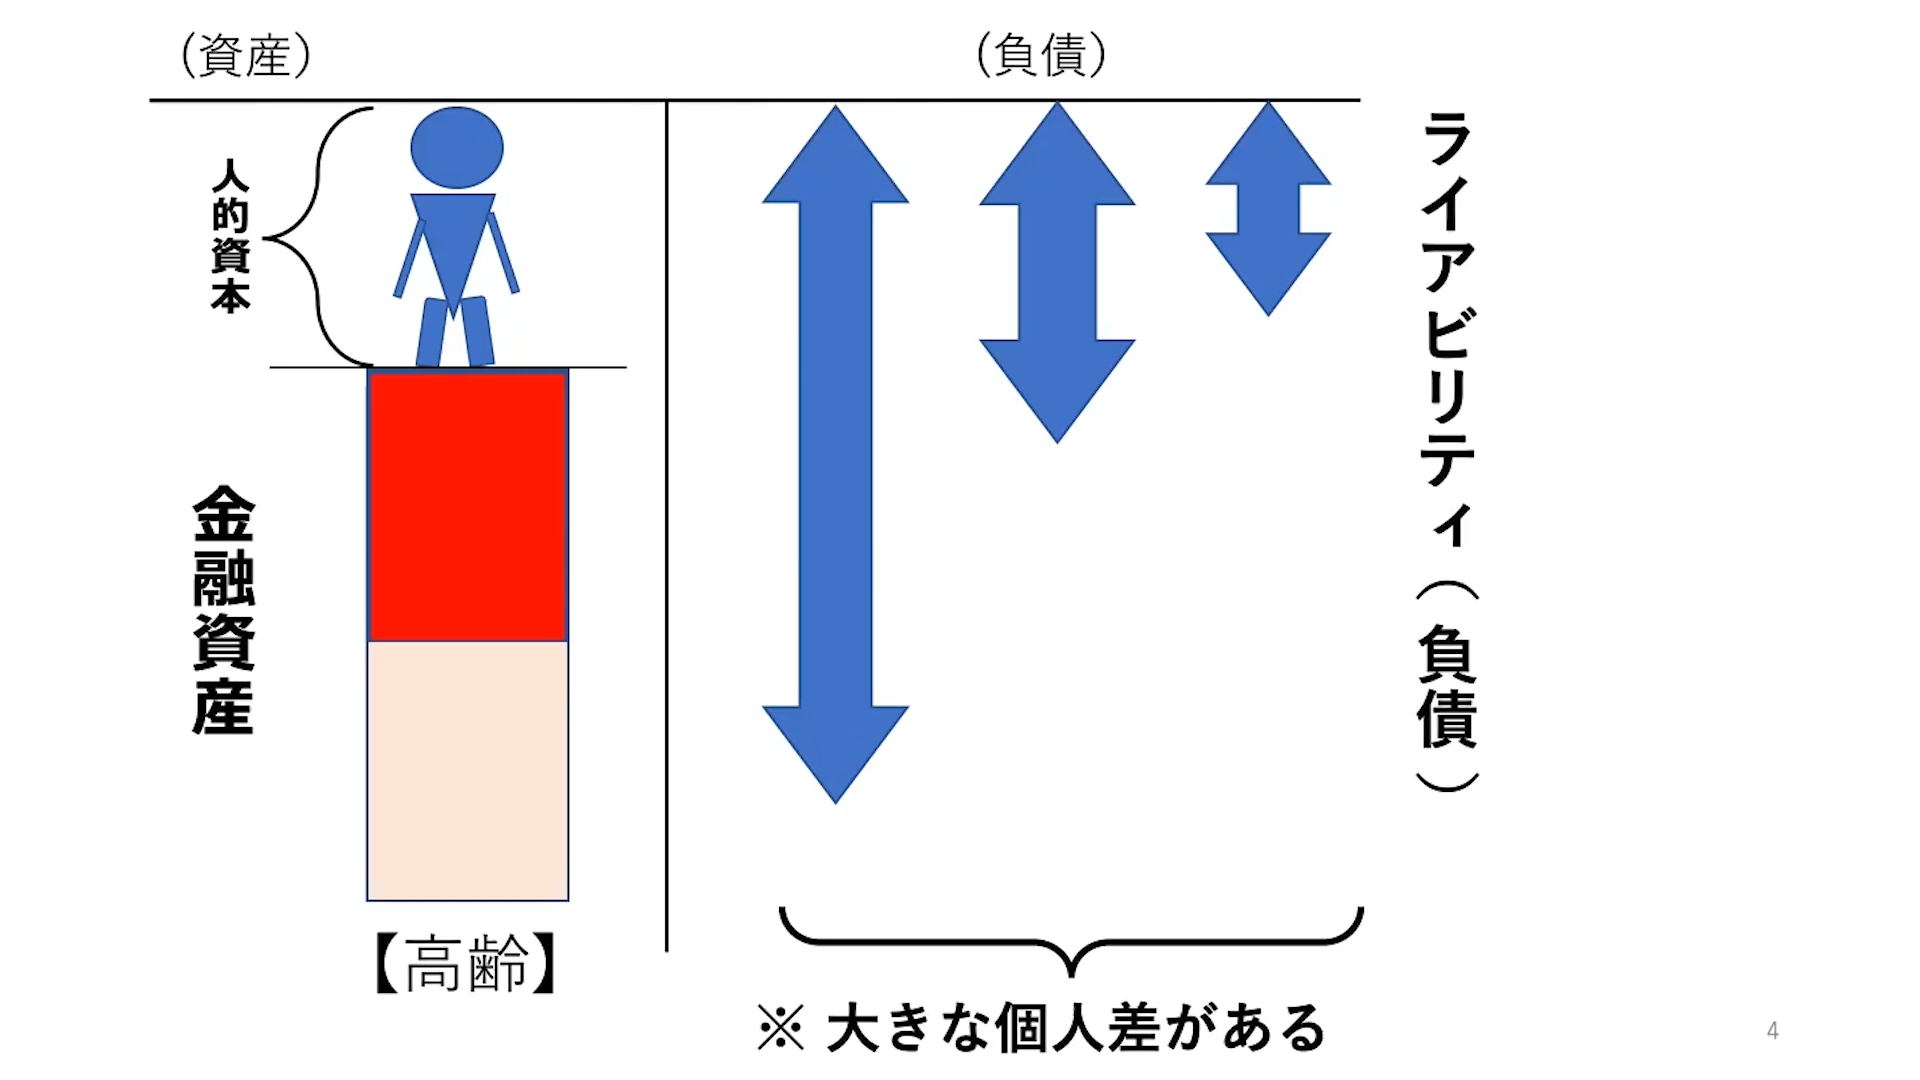 （資産）
（負債）
人的資本
金融資産
【高齢】
ライアビリティ（負債）
※ 大きな個人差がある
4